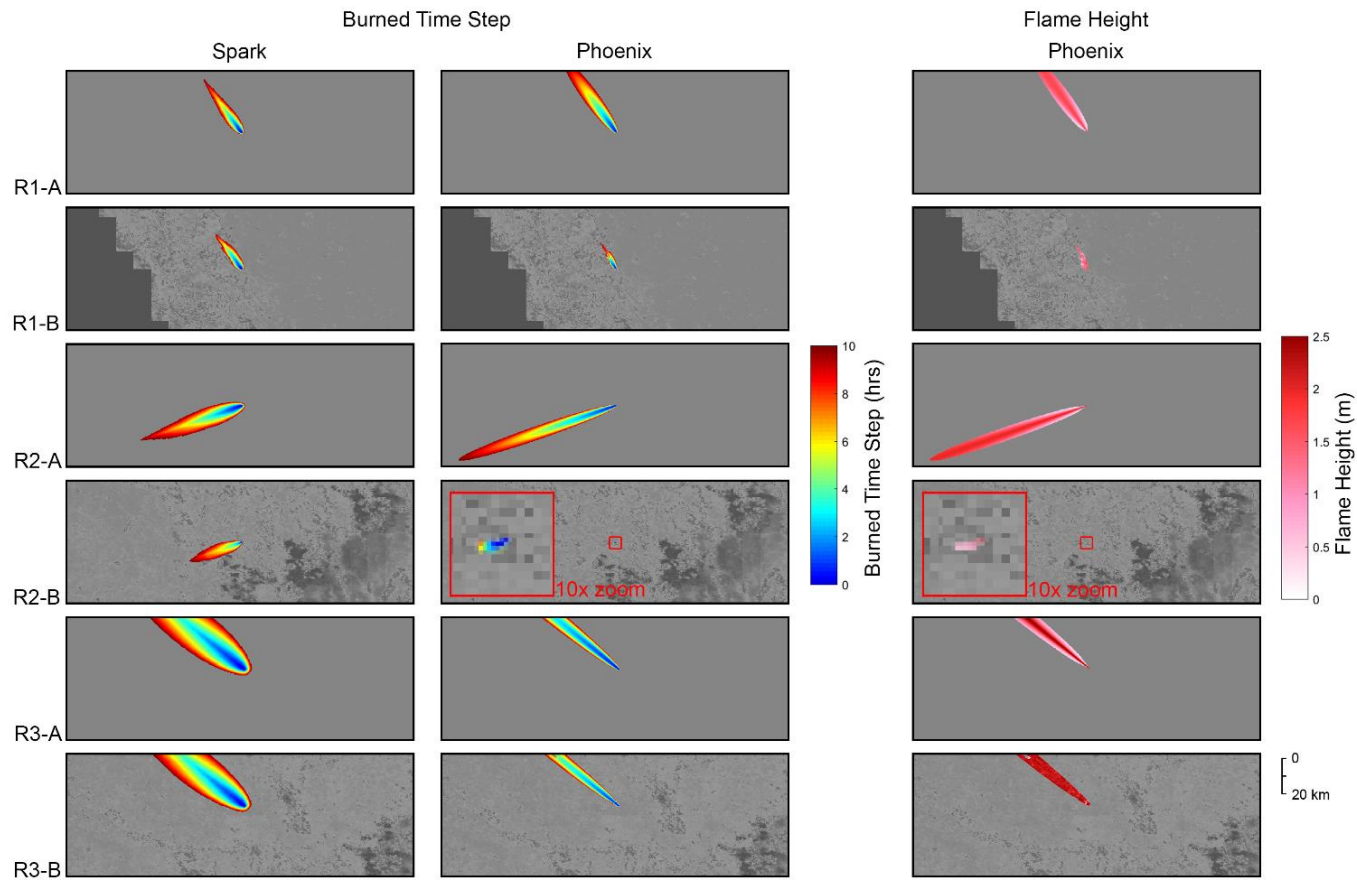 Burned Time Step
Flame Height
Spark
Phoenix
Phoenix
R1-A
R1-B
R2-A
10x zoom
10x zoom
R2-B
R3-A
R3-B
10
8
6
4
2
0
Burned Time Step (hrs)
2.5
2
1.5
1
0.5
0
Flame Height (m)
0
20 km